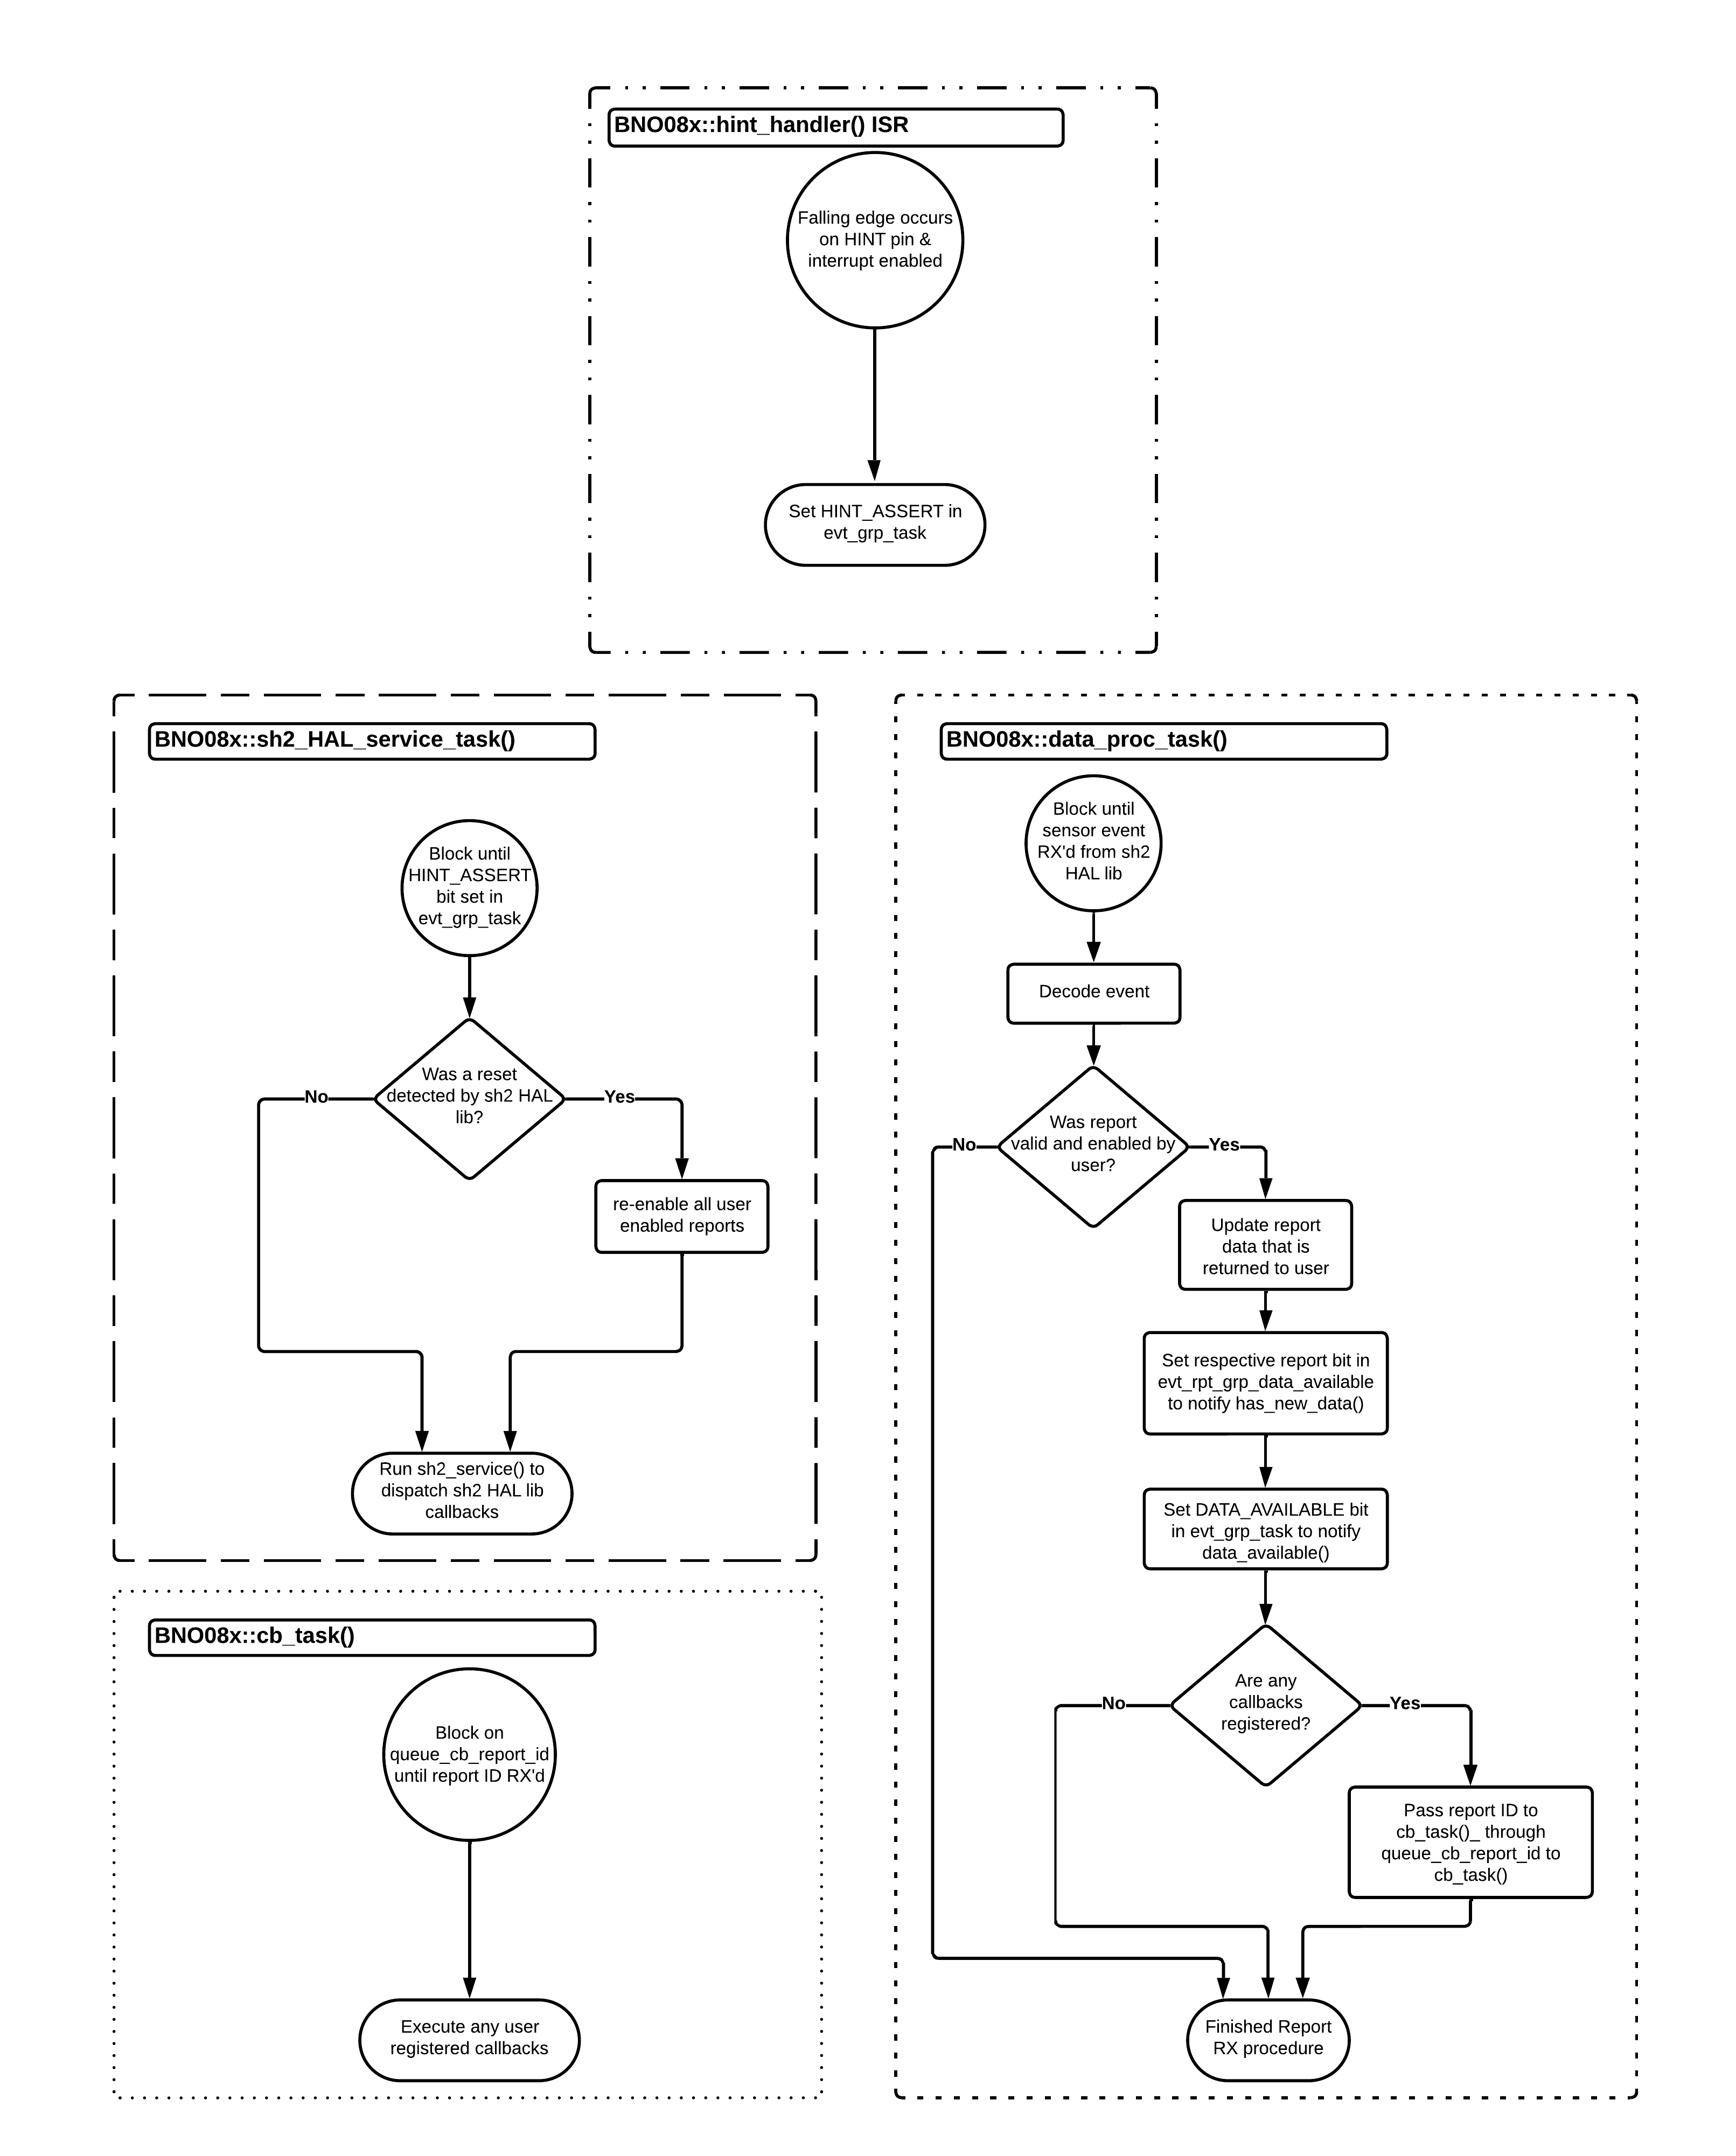 BNO08x::hint_handler() ISR
Falling edge occurs
on HINT pin &
interrupt enabled
Set HINT_ASSERT in
evt_grp_task
BNO08x::sh2_HAL_service_task()
Block until
HINT_ASSERT
bit set in
evt_grp_task
Was a reset
detected by sh2 HAL
lib?
No
Yes
re-enable all user
enabled reports
Run sh2_service() to
dispatch sh2 HAL lib
callbacks
BNO08x::cb_task()
Block on
queue_cb_report_id
until report ID RX'd
Execute any user
registered callbacks
BNO08x::data_proc_task()
Block until
sensor event
RX'd from sh2
HAL lib
Decode event
Was report
valid and enabled by
user?
No
Yes
Update report
data that is
returned to user
Set respective report bit in
evt_rpt_grp_data_available
to notify has_new_data()
Set DATA_AVAILABLE bit
in evt_grp_task to notify
data_available()
Are any
callbacks
registered?
No
Yes
Pass report ID to
cb_task()_ through
queue_cb_report_id to
cb_task()
Finished Report
RX procedure